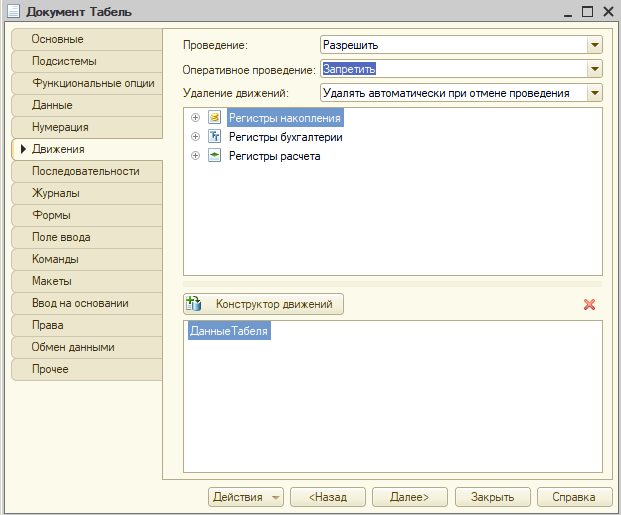 Документ Табель
Основные
Подсистемы
Функциональные опции
Данные
Нумерация
Движения
Последовательности
Журналы
Формы
Поле ввода
Команды
Макеты
Ввод на основании
Права
Обмен данными
Прочее
Проведение: Разрешить
Оперативное проведение: Запретить
Удаление движений: Удалять автоматически при отмене проведения
Регистры накопления
Регистры бухгалтерии
Регистры расчета
Конструктор движений
ДанныеТабеля
Действия <Назад Далее> Закрыть Справка